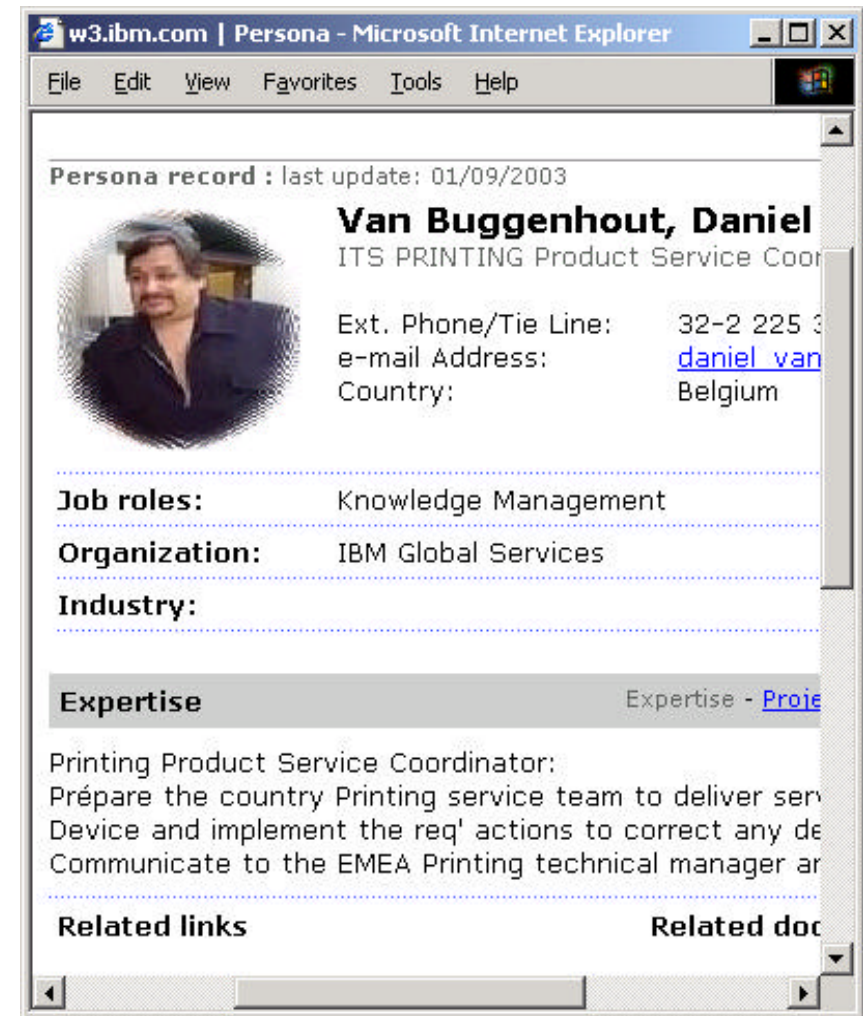 w3.ibm.com | Persona - Microsoft Internet Explorer
File Edit View Favorites Tools Help
Persona record : last update: 01/09/2003
Van Buggenhout, Daniel
ITS PRINTING Product Service Coor
Ext. Phone/Tie Line: 32-2 225 3
e-mail Address: daniel_van
Country: Belgium
Job roles: Knowledge Management
Organization: IBM Global Services
Industry:
Expertise Expertise - Proje
Printing Product Service Coordinator:
Prépare the country Printing service team to deliver serv
Device and implement the req' actions to correct any de
Communicate to the EMEA Printing technical manager ar
Related links Related doc